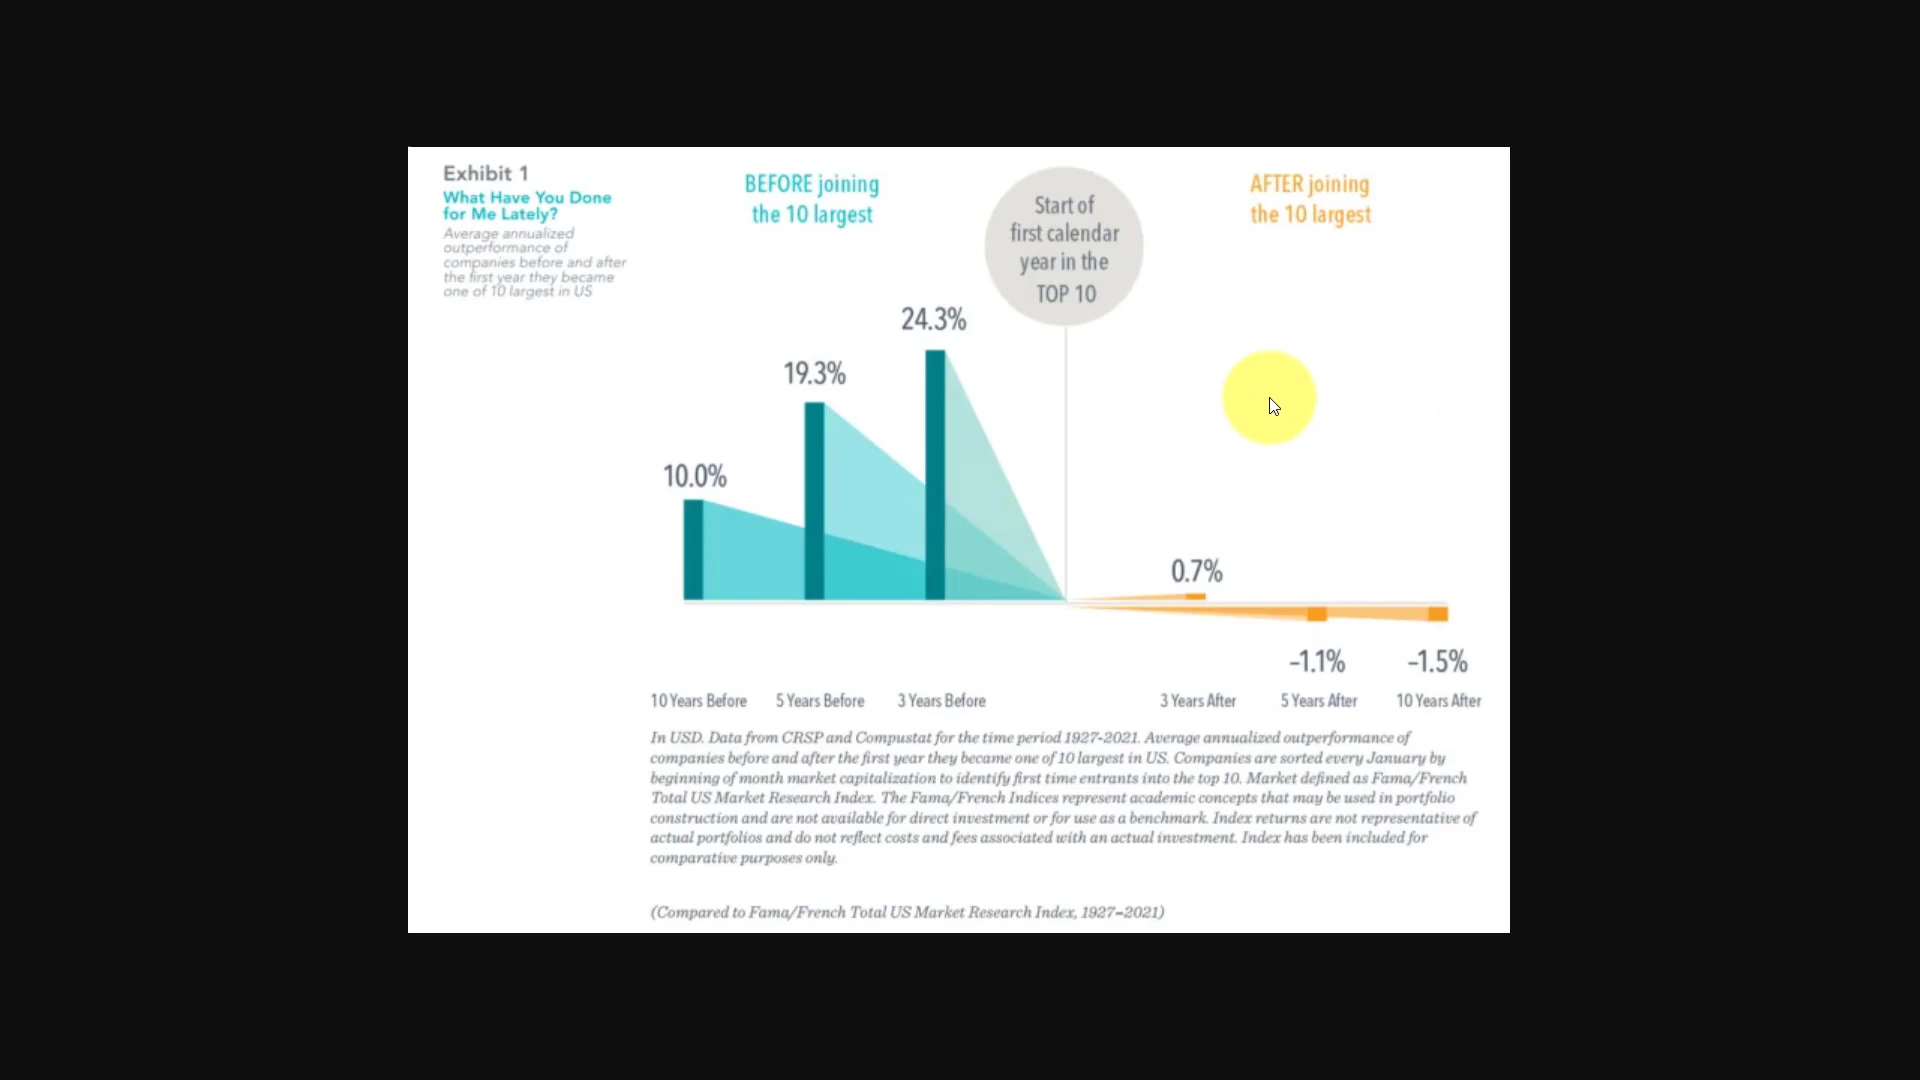 Exhibit 1
What Have You Done
for Me Lately?
Average annualized
outperformance of
companies before and after
the first year they became
one of 10 largest in US
BEFORE joining
the 10 largest
Start of
first calendar
year in the
TOP 10
AFTER joining
the 10 largest
24.3%
19.3%
10.0%
0.7%
–1.1%
–1.5%
10 Years Before
5 Years Before
3 Years Before
3 Years After
5 Years After
10 Years After
In USD. Data from CRSP and Compustat for the time period 1927-2021. Average annualized outperformance of
companies before and after the first year they became one of 10 largest in US. Companies are sorted every January by
beginning of month market capitalization to identify first time entrants into the top 10. Market defined as Fama/French
Total US Market Research Index. The Fama/French Indices represent academic concepts that may be used in portfolio
construction and are not available for direct investment or for use as a benchmark. Index returns are not representative of
actual portfolios and do not reflect costs and fees associated with an actual investment. Index has been included for
comparative purposes only.
(Compared to Fama/French Total US Market Research Index, 1927–2021)